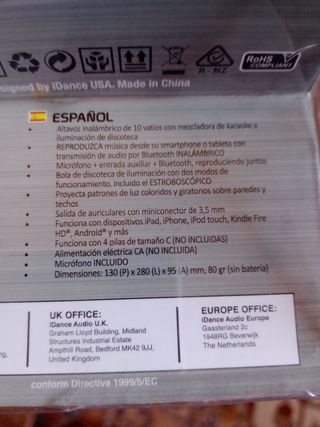 RoHS
COMPLIANT
R-NZ
signed by iDance USA. Made in China
ESPAÑOL
• Altavoz inalámbrico de 10 vatios con mezcladora de karaoke e
iluminación de discoteca
• REPRODUZCA música desde su smartphone o tableta con
transmisión de audio por Bluetooth INALÁMBRICO
• Micrófono + entrada auxiliar + Bluetooth, reproduciendo juntos
• Bola de discoteca de iluminación con dos modos de
funcionamiento, incluido el ESTROBOSCÓPICO
• Proyecta patrones de luz coloridos y giratorios sobre paredes y
techos
• Salida de auriculares con miniconector de 3,5 mm
• Funciona con dispositivos iPad, iPhone, iPod touch, Kindle Fire
HD®, Android® y más
• Funciona con 4 pilas de tamaño C (NO INCLUIDAS)
• Alimentación eléctrica CA (NO INCLUIDAS)
• Micrófono INCLUIDO
• Dimensiones: 130 (P) x 280 (L) x 95 (A) mm, 80 gr (sin batería)
UK OFFICE:
iDance Audio U.K.
Graham Lloyd Building, Midland
Structures Industrial Estate
Ampthill Road, Bedford MK42 9JJ,
United Kingdom
EUROPE OFFICE:
iDance Audio Europe
Gaasterland 2c
1948RG Beverwijk
The Netherlands
ng,
conform Directive 1999/5/EC